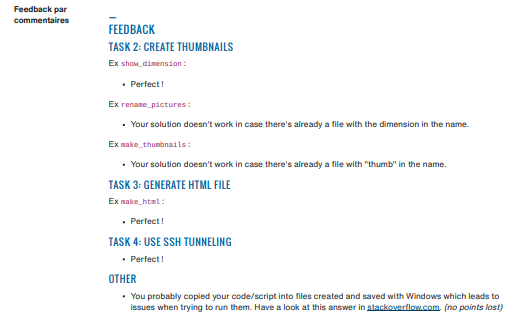 Feedback par
commentaires
–
FEEDBACK
TASK 2: CREATE THUMBNAILS
Ex show_dimension :
• Perfect !
Ex rename_pictures :
• Your solution doesn't work in case there's already a file with the dimension in the name.
Ex make_thumbnails :
• Your solution doesn't work in case there's already a file with "thumb" in the name.
TASK 3: GENERATE HTML FILE
Ex make_html :
• Perfect !
TASK 4: USE SSH TUNNELING
• Perfect !
OTHER
• You probably copied your code/script into files created and saved with Windows which leads to
issues when trying to run them. Have a look at this answer in stackoverflow.com. (no points lost)